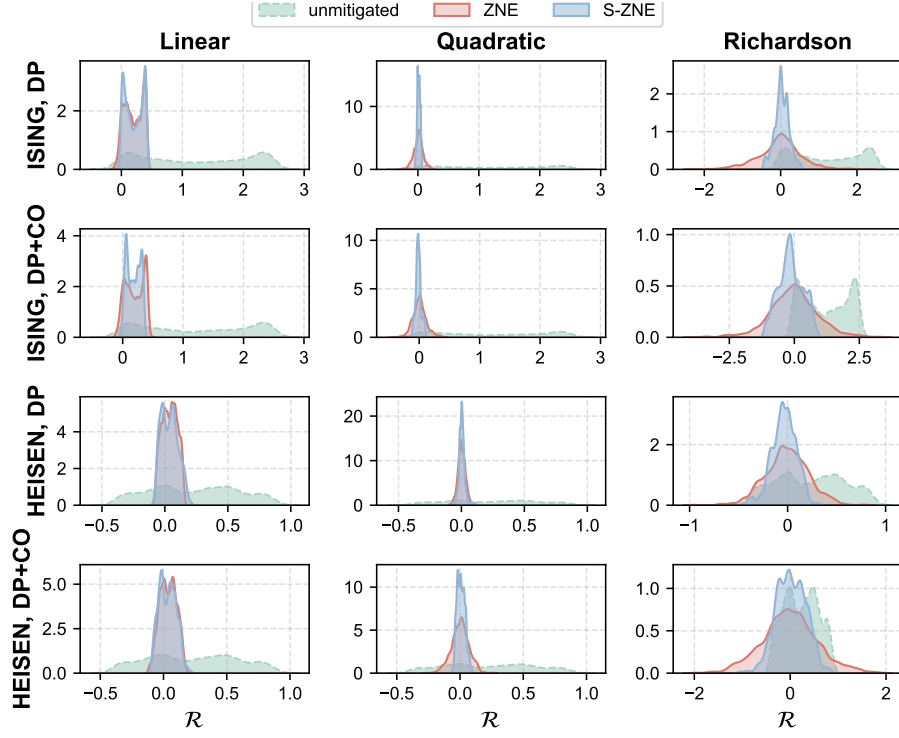 unmitigated ZNE S-ZNE
Linear Quadratic Richardson
ISING, DP
0 2
0 1 2 3
0 10
0 1 2 3
0 1 2
−2 0 2
ISING, DP+CO
0 2 4
0 1 2 3
0 5 10
0 1 2 3
0.0 0.5 1.0
−2.5 0.0 2.5
HEISEN, DP
0 2 4
−0.5 0.0 0.5 1.0
0 10 20
−0.5 0.0 0.5 1.0
0 2
−1 0 1
HEISEN, DP+CO
0.0 2.5 5.0
−0.5 0.0 0.5 1.0
0 5 10
−0.5 0.0 0.5 1.0
0.0 0.5 1.0
−2 0 2
ℛ ℛ ℛ